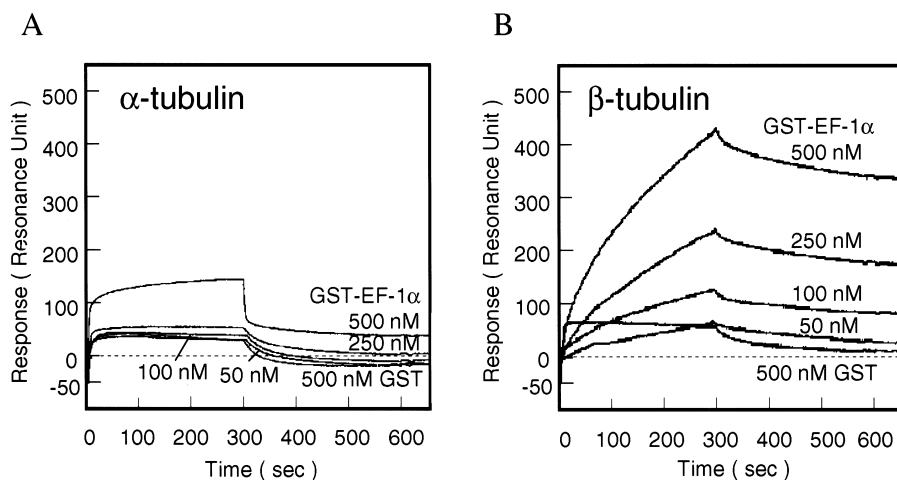 A
α-tubulin
Response ( Resonance Unit )
500
400
300
200
100
0
-50
GST-EF-1α
500 nM
250 nM
100 nM
50 nM
500 nM GST
0
100
200
300
400
500
600
Time ( sec )
B
β-tubulin
Response ( Resonance Unit )
500
400
300
200
100
0
-50
GST-EF-1α
500 nM
250 nM
100 nM
50 nM
500 nM GST
0
100
200
300
400
500
600
Time ( sec )